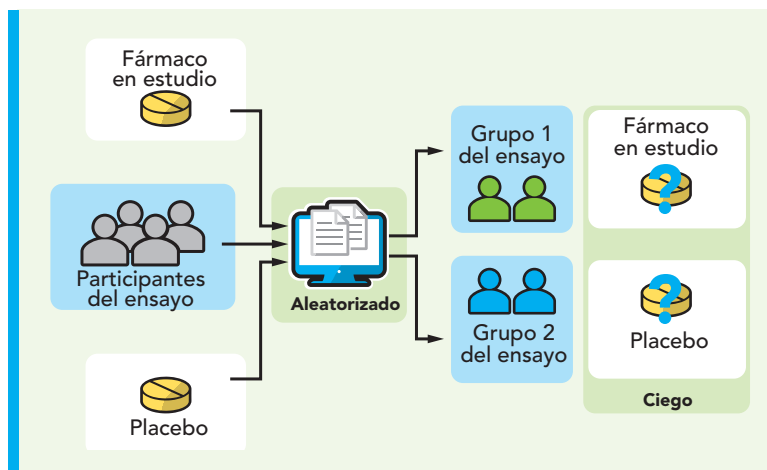 Fármaco
en estudio
Participantes
del ensayo
Placebo
Aleatorizado
Grupo 1
del ensayo
Grupo 2
del ensayo
Fármaco
en estudio
?
?
Placebo
Ciego